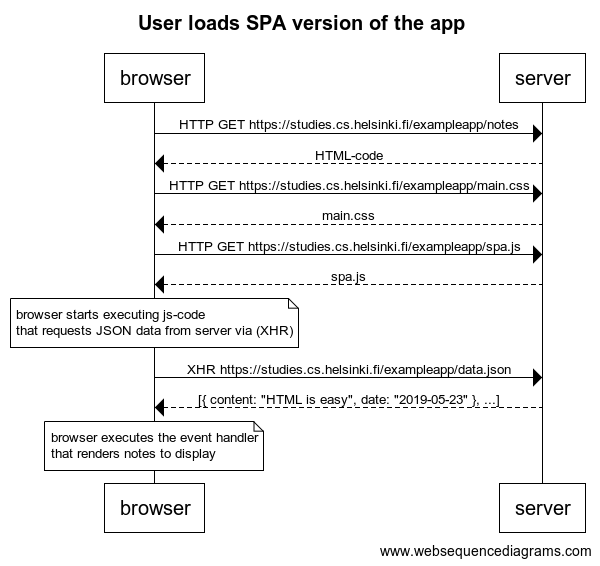 User loads SPA version of the app
browser
server
HTTP GET https://studies.cs.helsinki.fi/exampleapp/notes
HTML-code
HTTP GET https://studies.cs.helsinki.fi/exampleapp/main.css
main.css
HTTP GET https://studies.cs.helsinki.fi/exampleapp/spa.js
spa.js
browser starts executing js-code
that requests JSON data from server via (XHR)
XHR https://studies.cs.helsinki.fi/exampleapp/data.json
[{ content: "HTML is easy", date: "2019-05-23" }, ...]
browser executes the event handler
that renders notes to display
browser
server
www.websequencediagrams.com